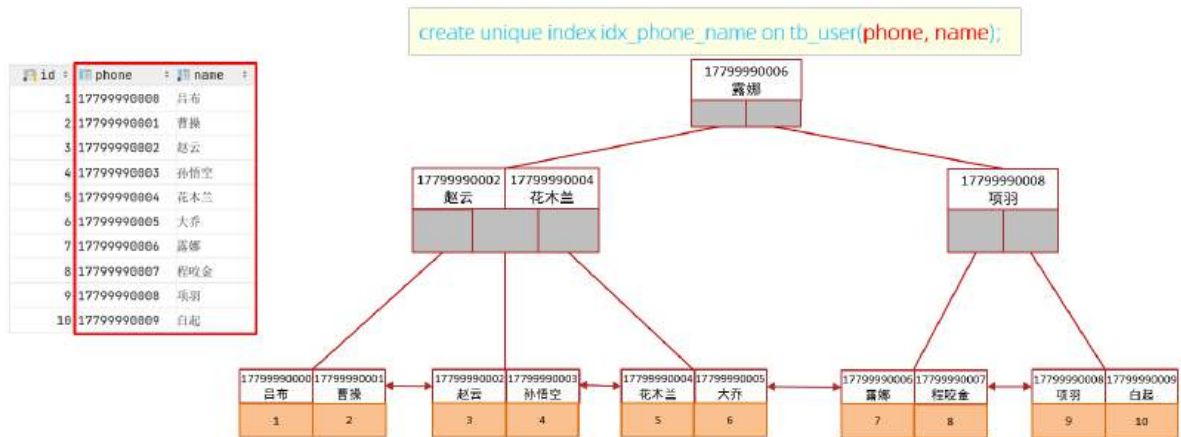 create unique index idx_phone_name on tb_user(phone, name);
id phone name
1 17799990000 吕布
2 17799990001 曹操
3 17799990002 赵云
4 17799990003 孙悟空
5 17799990004 花木兰
6 17799990005 大乔
7 17799990006 露娜
8 17799990007 程咬金
9 17799990008 项羽
10 17799990009 白起
17799990006
露娜
17799990002 17799990004
赵云 花木兰
17799990008
项羽
17799990000 17799990001 17799990002 17799990003 17799990004 17799990005 17799990006 17799990007 17799990008 17799990009
吕布 曹操 赵云 孙悟空 花木兰 大乔 露娜 程咬金 项羽 白起
1 2 3 4 5 6 7 8 9 10